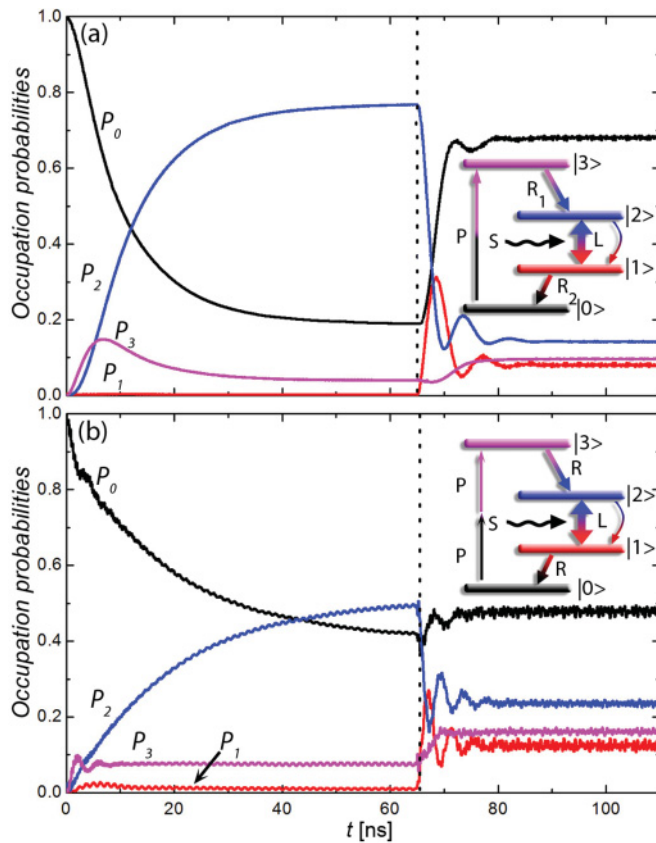 (a)
Occupation probabilities
1.0
0.8
0.6
0.4
0.2
0.0
P0
P2
P3
P1
|3>
R1
|2>
P
S
L
|1>
R2
|0>
(b)
Occupation probabilities
1.0
0.8
0.6
0.4
0.2
0.0
P0
P2
P3
P1
|3>
P
R
|2>
S
L
P
|1>
R
|0>
0 20 40 60 80 100
t [ns]